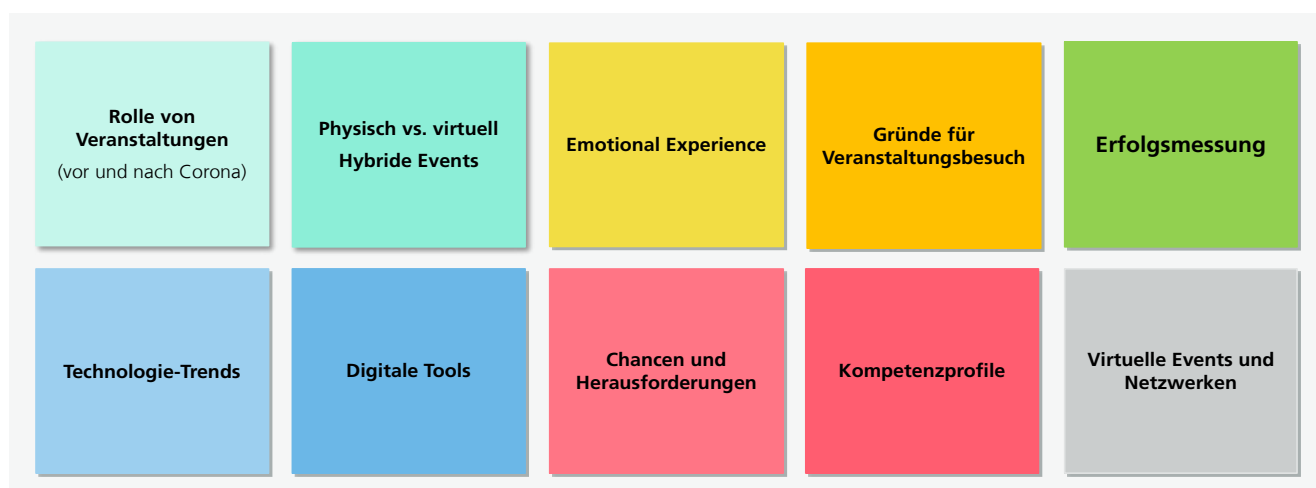 Rolle von
Veranstaltungen
(vor und nach Corona)
Physisch vs. virtuell
Hybride Events
Emotional Experience
Gründe für
Veranstaltungsbesuch
Erfolgsmessung
Technologie-Trends
Digitale Tools
Chancen und
Herausforderungen
Kompetenzprofile
Virtuelle Events und
Netzwerken